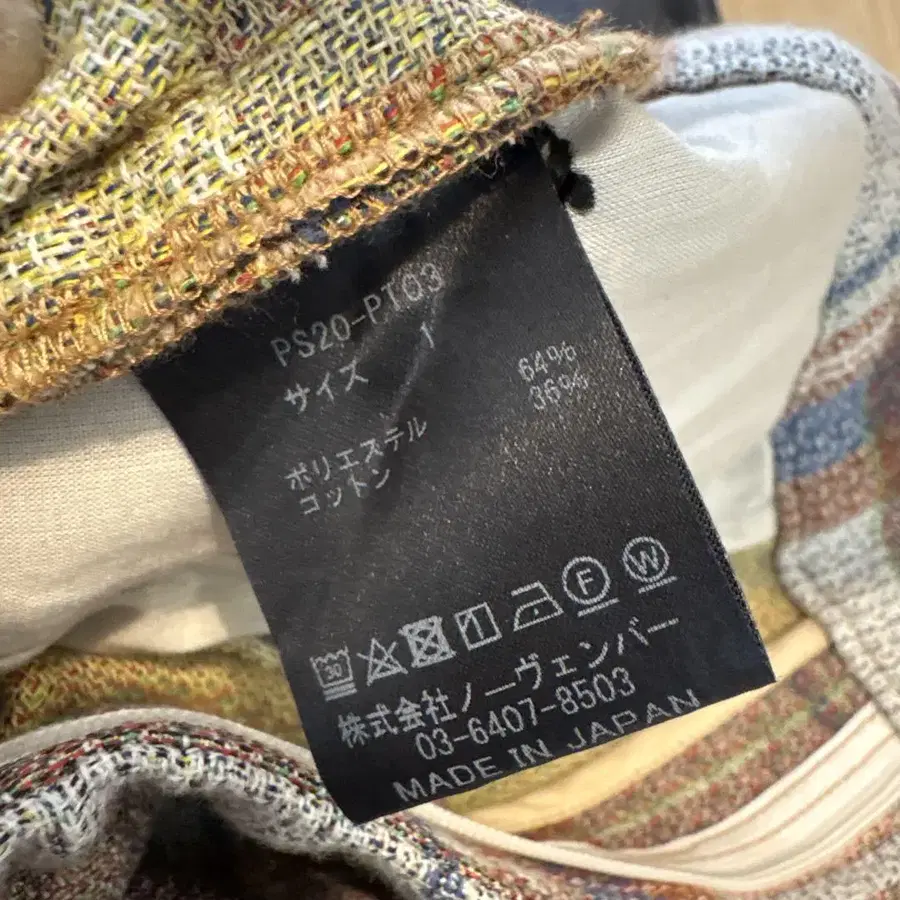 PS20-PT03
サイズ 1
ポリエステル 64%
コットン 36%
30 F W
株式会社ノーヴェンバー
03-6407-8503
MADE IN JAPAN